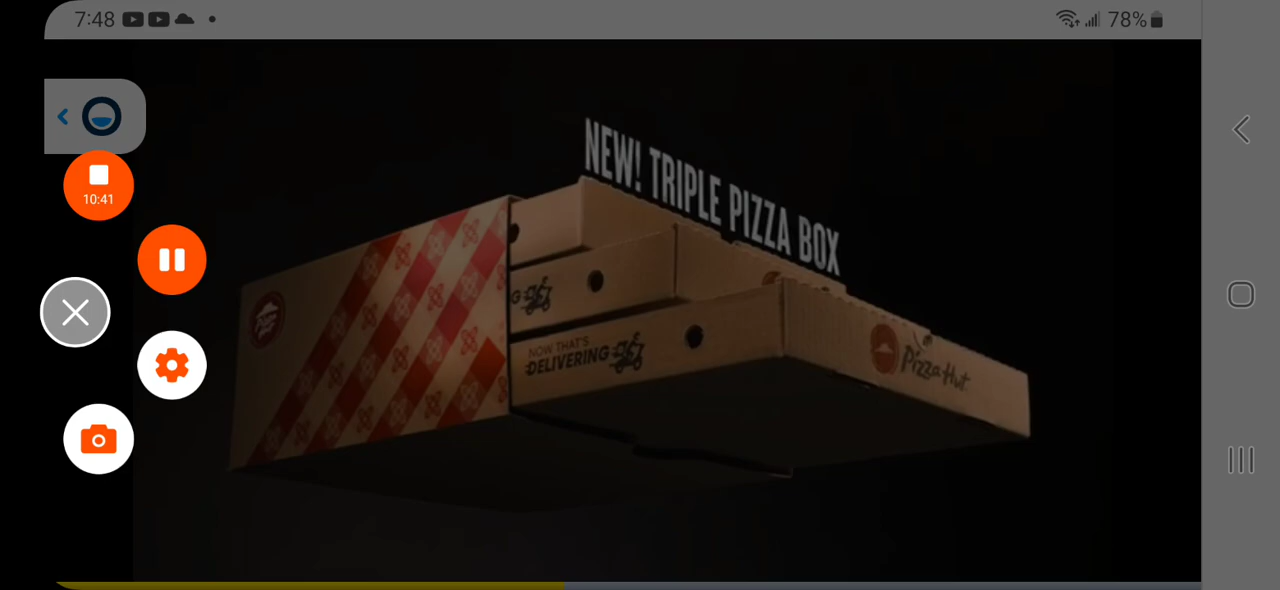 7:48
78%
10:41
NEW! TRIPLE PIZZA BOX
NOW THAT'S
DELIVERING
Pizza Hut